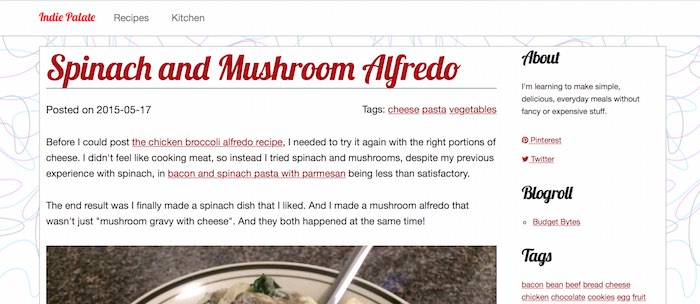 Indie Palate Recipes Kitchen
Spinach and Mushroom Alfredo
Posted on 2015-05-17 Tags: cheese pasta vegetables
Before I could post the chicken broccoli alfredo recipe, I needed to try it again with the right portions of
cheese. I didn't feel like cooking meat, so instead I tried spinach and mushrooms, despite my previous
experience with spinach, in bacon and spinach pasta with parmesan being less than satisfactory.
The end result was I finally made a spinach dish that I liked. And I made a mushroom alfredo that
wasn't just "mushroom gravy with cheese". And they both happened at the same time!
About
I'm learning to make simple,
delicious, everyday meals without
fancy or expensive stuff.
Pinterest
Twitter
Blogroll
Budget Bytes
Tags
bacon bean beef bread cheese
chicken chocolate cookies egg fruit